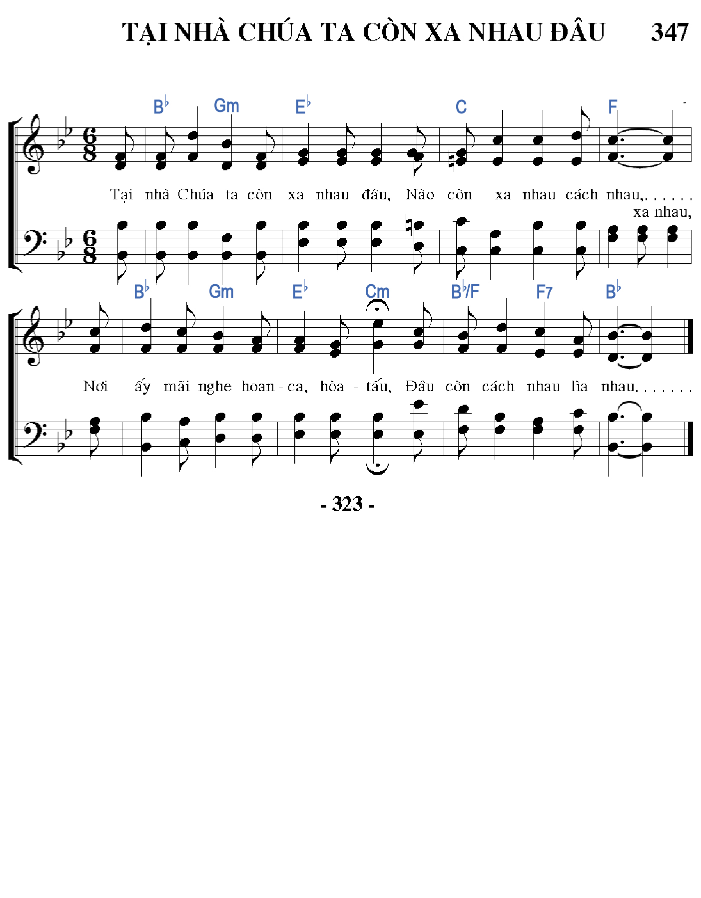 TẠI NHÀ CHÚA TA CÒN XA NHAU ĐÂU 347
B♭ Gm E♭ C F
6 8
Tại nhà Chúa ta còn xa nhau đâu, Nào còn xa nhau cách nhau,......
xa nhau,
6 8
B♭ Gm E♭ Cm B♭/F F7 B♭
Nơi ấy mãi nghe hoan-ca, hòa-tấu, Đâu còn cách nhau lìa nhau.......
- 323 -